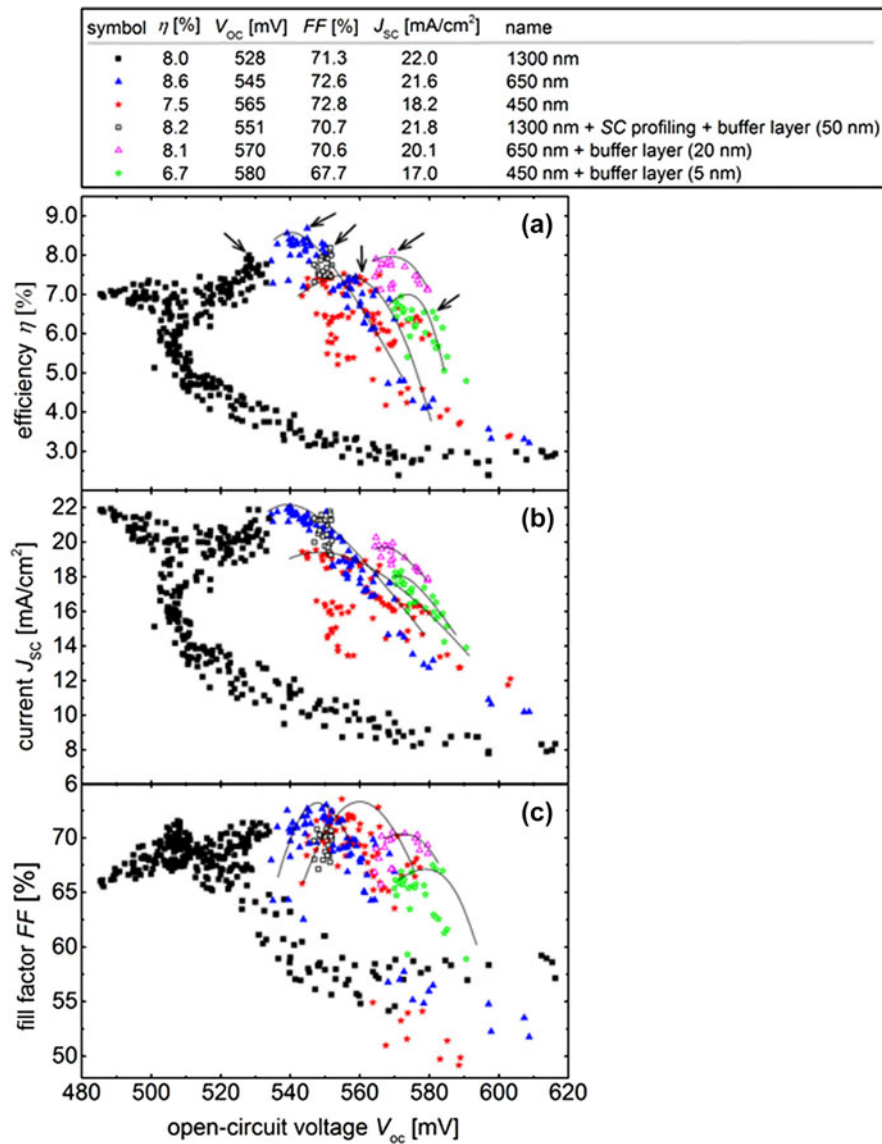 symbol η [%] V_OC [mV] FF [%] J_SC [mA/cm²] name
■ 8.0 528 71.3 22.0 1300 nm
▲ 8.6 545 72.6 21.6 650 nm
★ 7.5 565 72.8 18.2 450 nm
□ 8.2 551 70.7 21.8 1300 nm + SC profiling + buffer layer (50 nm)
△ 8.1 570 70.6 20.1 650 nm + buffer layer (20 nm)
● 6.7 580 67.7 17.0 450 nm + buffer layer (5 nm)
(a)
efficiency η [%]
9.0
8.0
7.0
6.0
5.0
4.0
3.0
(b)
current J_SC [mA/cm²]
22
20
18
16
14
12
10
8
6
(c)
fill factor FF [%]
70
65
60
55
50
480 500 520 540 560 580 600 620
open-circuit voltage V_oc [mV]